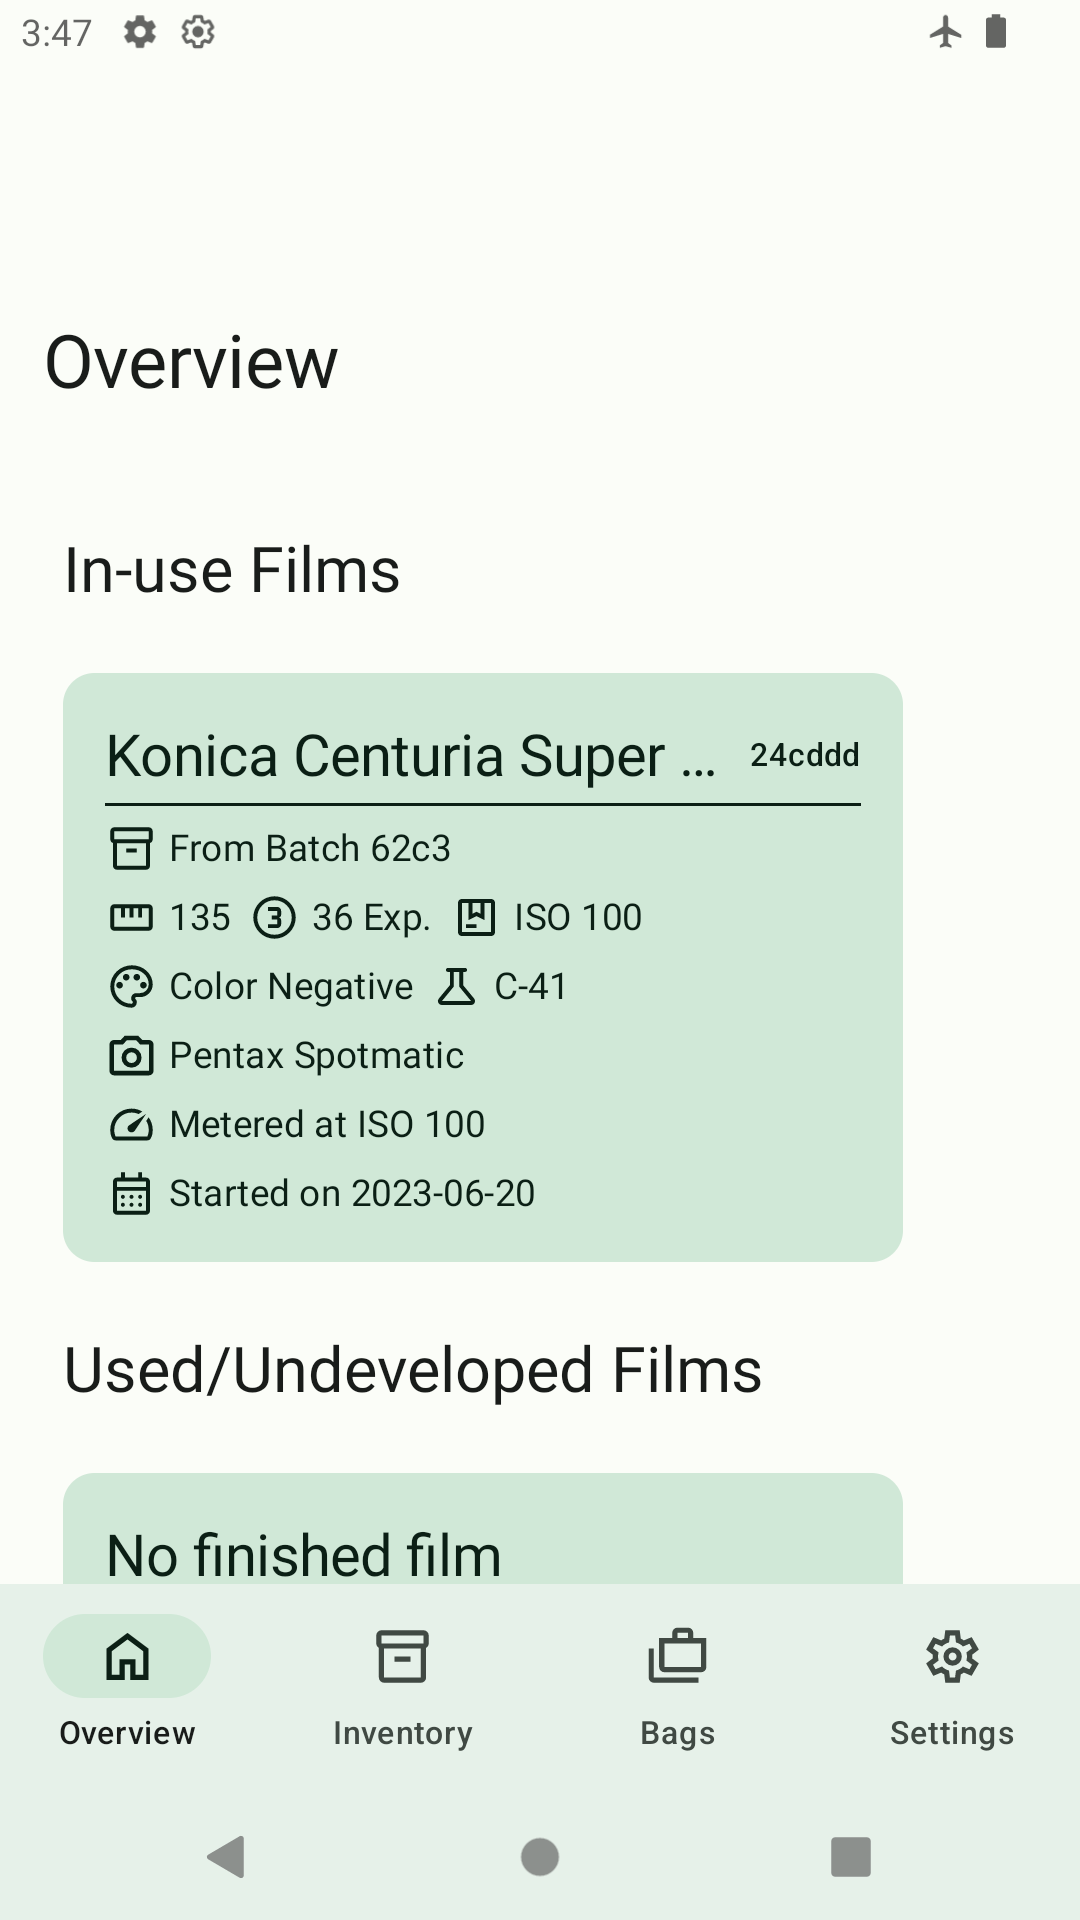 3:47
Overview
In-use Films
Konica Centuria Super ... 24cddd
From Batch 62c3
135 36 Exp. ISO 100
Color Negative C-41
Pentax Spotmatic
Metered at ISO 100
Started on 2023-06-20
Used/Undeveloped Films
No finished film
Overview Inventory Bags Settings